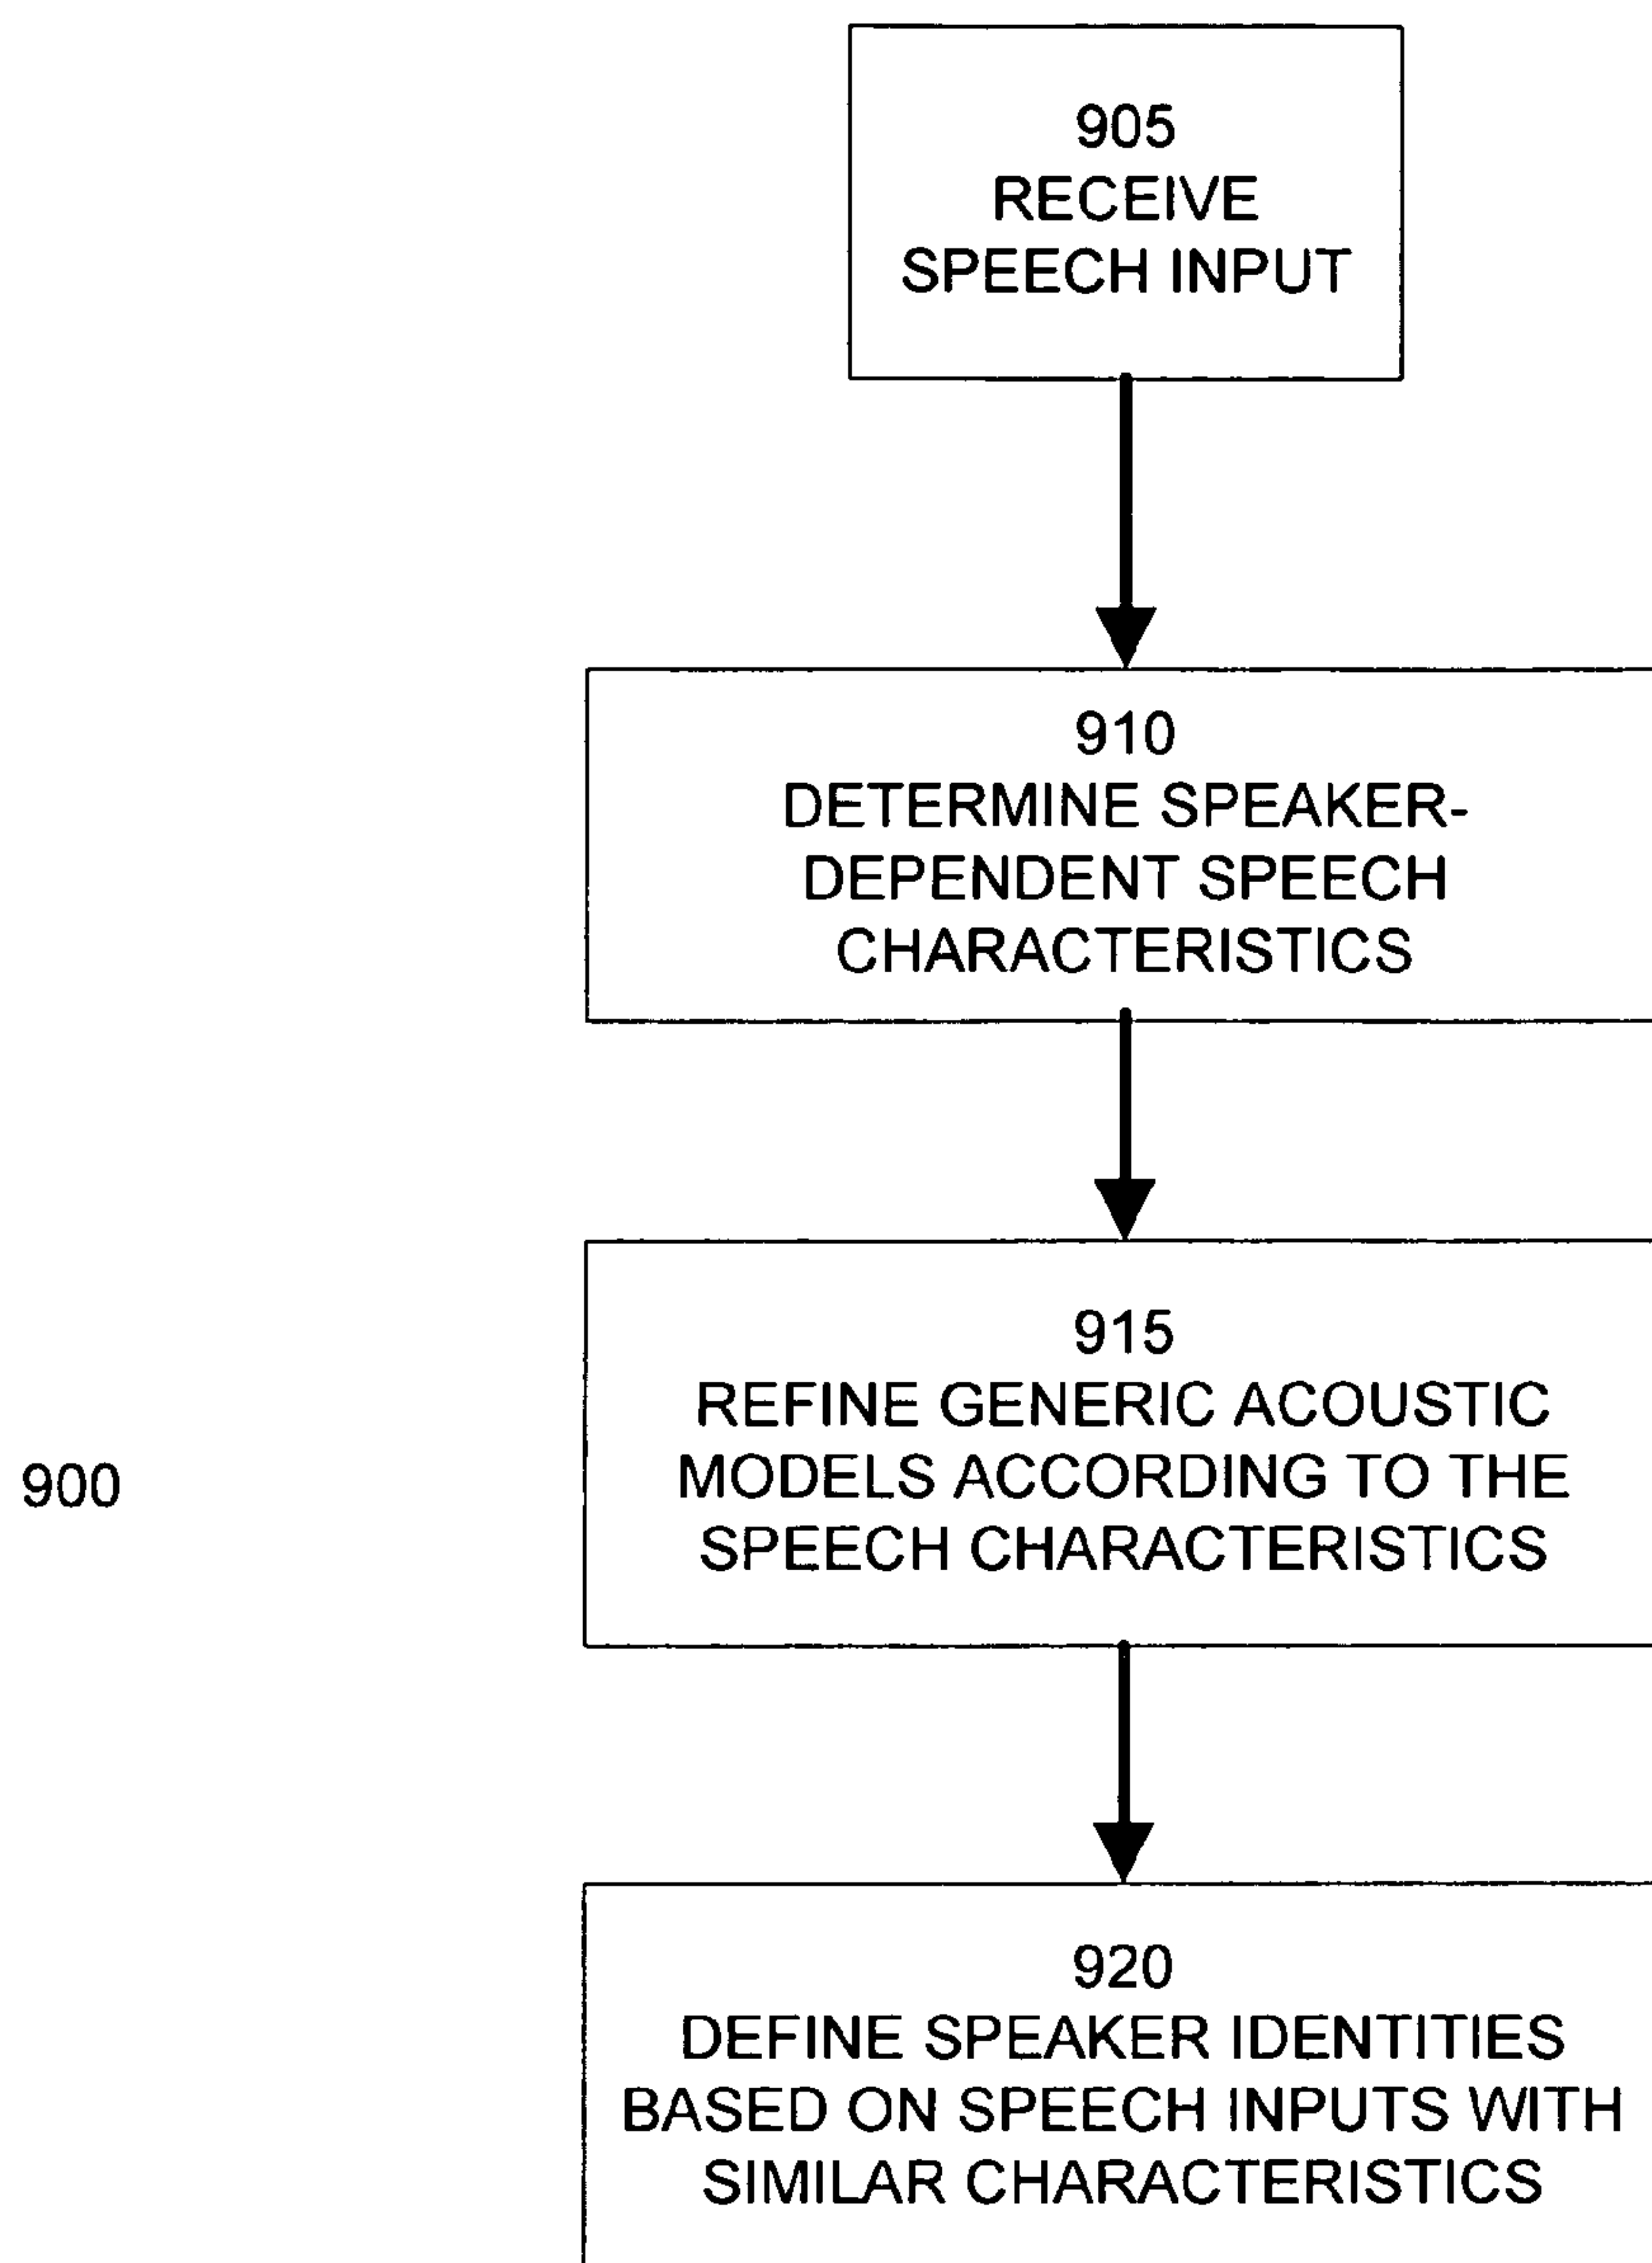 905
RECEIVE
SPEECH INPUT
910
DETERMINE SPEAKER-
DEPENDENT SPEECH
CHARACTERISTICS
915
REFINE GENERIC ACOUSTIC
MODELS ACCORDING TO THE
SPEECH CHARACTERISTICS
900
920
DEFINE SPEAKER IDENTITIES
BASED ON SPEECH INPUTS WITH
SIMILAR CHARACTERISTICS